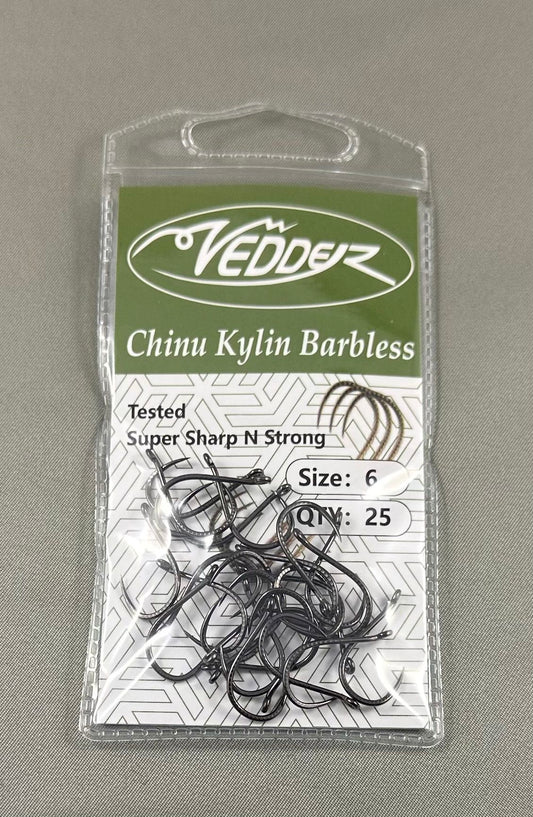 VEDDER
Chinu Kylin Barbless
Tested
Super Sharp N Strong
Size: 6
QTY: 25